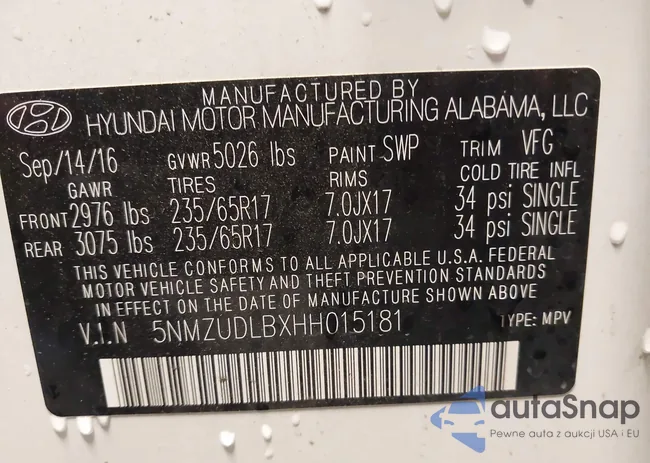 MANUFACTURED BY
HYUNDAI MOTOR MANUFACTURING ALABAMA, LLC
Sep/14/16 GVWR 5026 lbs PAINT SWP TRIM VFG
GAWR TIRES RIMS COLD TIRE INFL
FRONT 2976 lbs 235/65R17 7.0JX17 34 psi SINGLE
REAR 3075 lbs 235/65R17 7.0JX17 34 psi SINGLE
THIS VEHICLE CONFORMS TO ALL APPLICABLE U.S.A. FEDERAL
MOTOR VEHICLE SAFETY AND THEFT PREVENTION STANDARDS
IN EFFECT ON THE DATE OF MANUFACTURE SHOWN ABOVE.
V.I.N 5NMZUDLBXHH015181 TYPE: MPV
autaSnap
Pewne auta z aukcji USA i EU